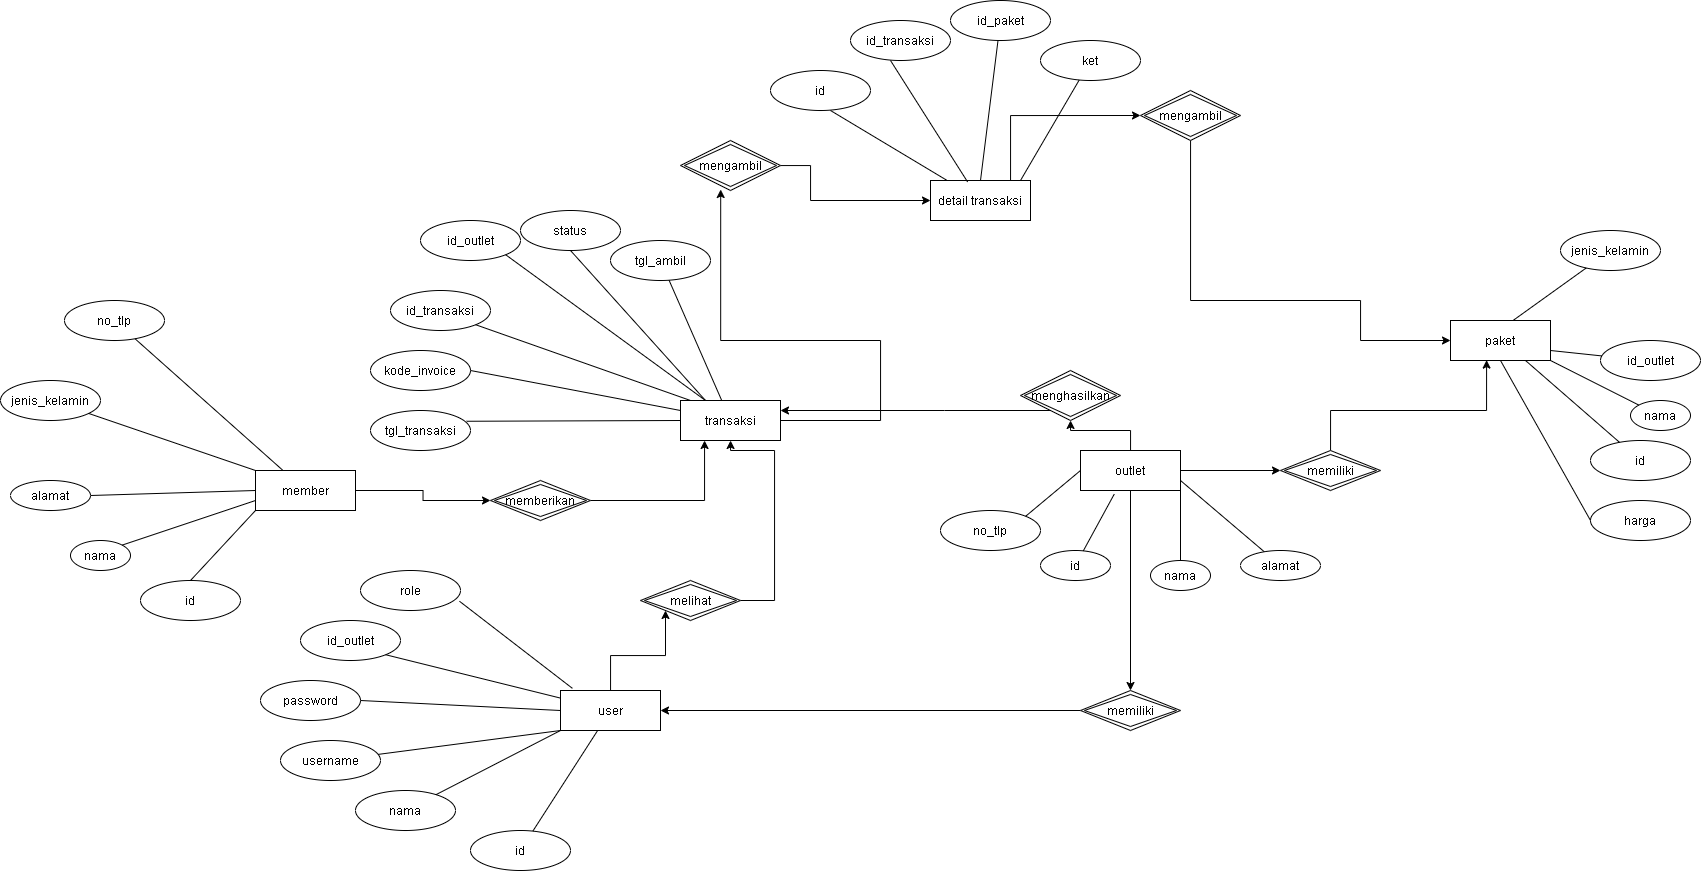 id_paket
id_transaksi
ket
id
mengambil
mengambil
detail transaksi
status
id_outlet
tgl_ambil
jenis_kelamin
id_transaksi
no_tlp
paket
id_outlet
kode_invoice
menghasilkan
jenis_kelamin
transaksi
nama
tgl_transaksi
id
outlet
memiliki
member
alamat
memberikan
harga
no_tlp
nama
id
alamat
nama
role
id
melihat
id_outlet
password
user
memiliki
username
nama
id